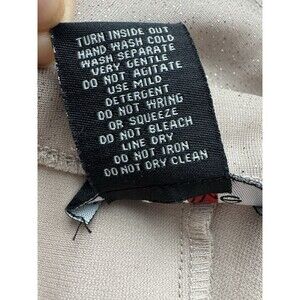 TURN INSIDE OUT
HAND WASH COLD
WASH SEPARATE
VERY GENTLE
DO NOT AGITATE
USE MILD
DETERGENT
DO NOT WRING
OR SQUEEZE
DO NOT BLEACH
LINE DRY
DO NOT IRON
DO NOT DRY CLEAN